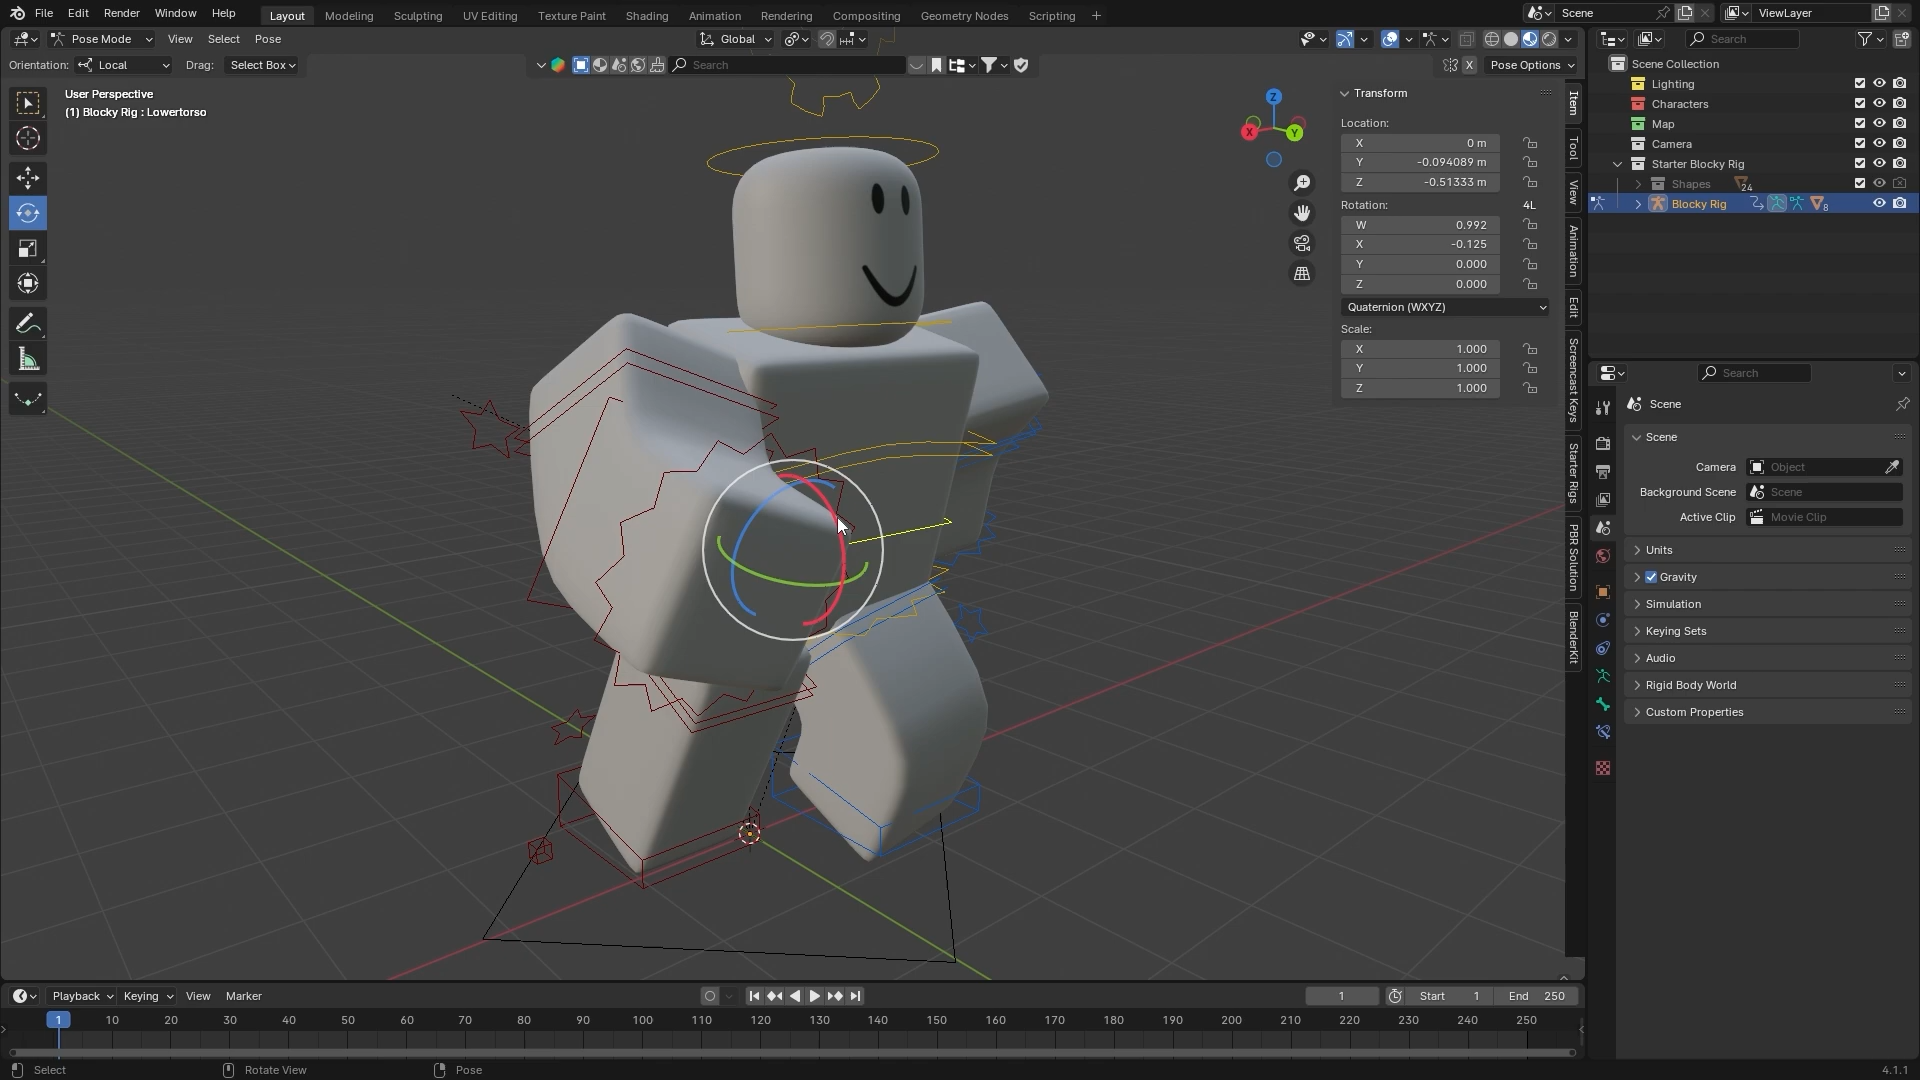 File Edit Render Window Help Layout Modeling Sculpting UV Editing Texture Paint Shading Animation Rendering Compositing Geometry Nodes Scripting + Scene ViewLayer
Pose Mode View Select Pose Global Search
Orientation: Local Drag: Select Box Search X Pose Options
User Perspective
(1) Blocky Rig : Lowertorso
Z
X
Y
Transform
Location:
X 0 m
Y -0.094089 m
Z -0.51333 m
Rotation: 4L
W 0.992
X -0.125
Y 0.000
Z 0.000
Quaternion (WXYZ)
Scale:
X 1.000
Y 1.000
Z 1.000
Item
Tool
View
Animation
Edit
Screencast Keys
Starter Rigs
PBR Solution
BlenderKit
Scene Collection
Lighting
Characters
Map
Camera
Starter Blocky Rig
Shapes 24
Blocky Rig 8
Search
Scene
Scene
Camera Object
Background Scene Scene
Active Clip Movie Clip
Units
Gravity
Simulation
Keying Sets
Audio
Rigid Body World
Custom Properties
Playback Keying View Marker 1 Start 1 End 250
1 10 20 30 40 50 60 70 80 90 100 110 120 130 140 150 160 170 180 190 200 210 220 230 240 250
Select Rotate View Pose 4.1.1